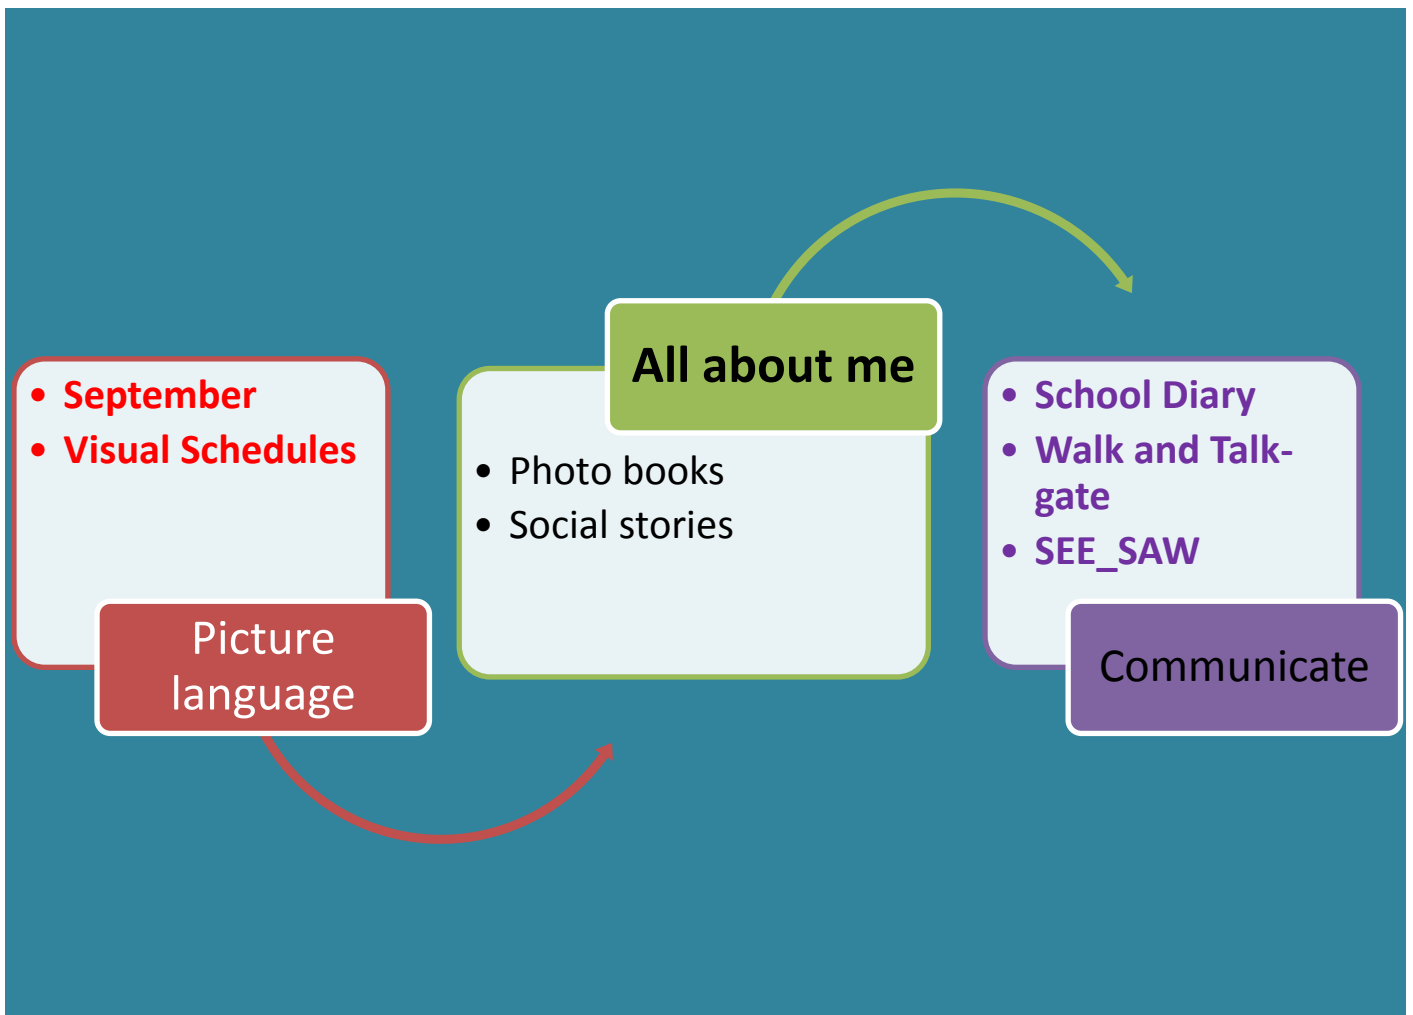 • September
• Visual Schedules
Picture
language
All about me
• Photo books
• Social stories
• School Diary
• Walk and Talk-
gate
• SEE_SAW
Communicate